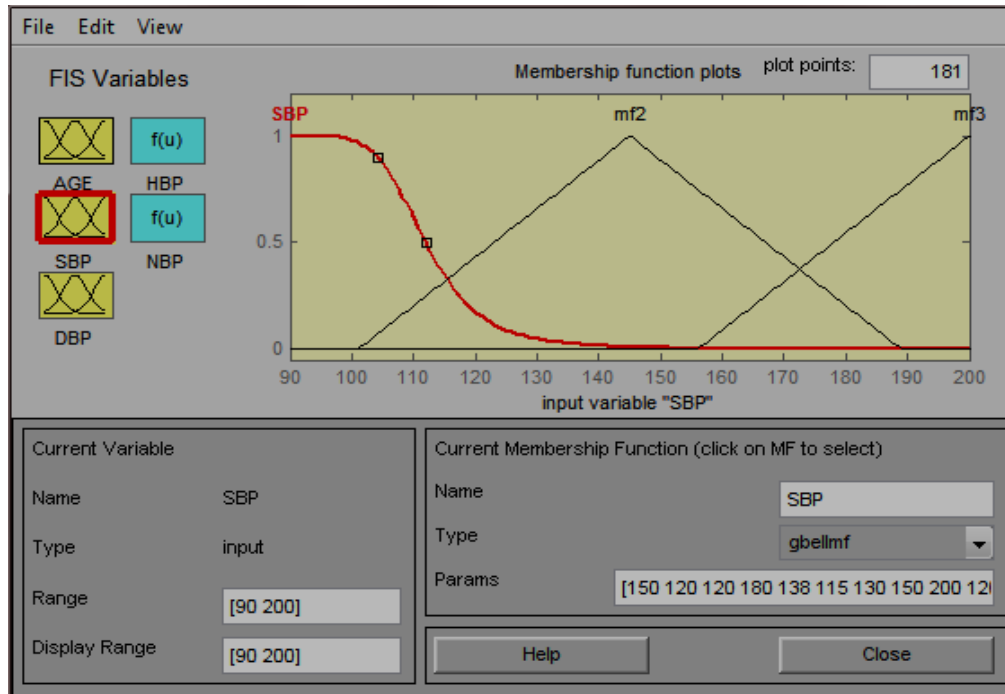 File Edit View
FIS Variables
Membership function plots plot points: 181
f(u)
AGE HBP
f(u)
SBP NBP
DBP
SBP mf2 mf3
1
0.5
0
90 100 110 120 130 140 150 160 170 180 190 200
input variable "SBP"
Current Variable
Name SBP
Type input
Range [90 200]
Display Range [90 200]
Current Membership Function (click on MF to select)
Name SBP
Type gbellmf
Params [150 120 120 180 138 115 130 150 200 120
Help Close